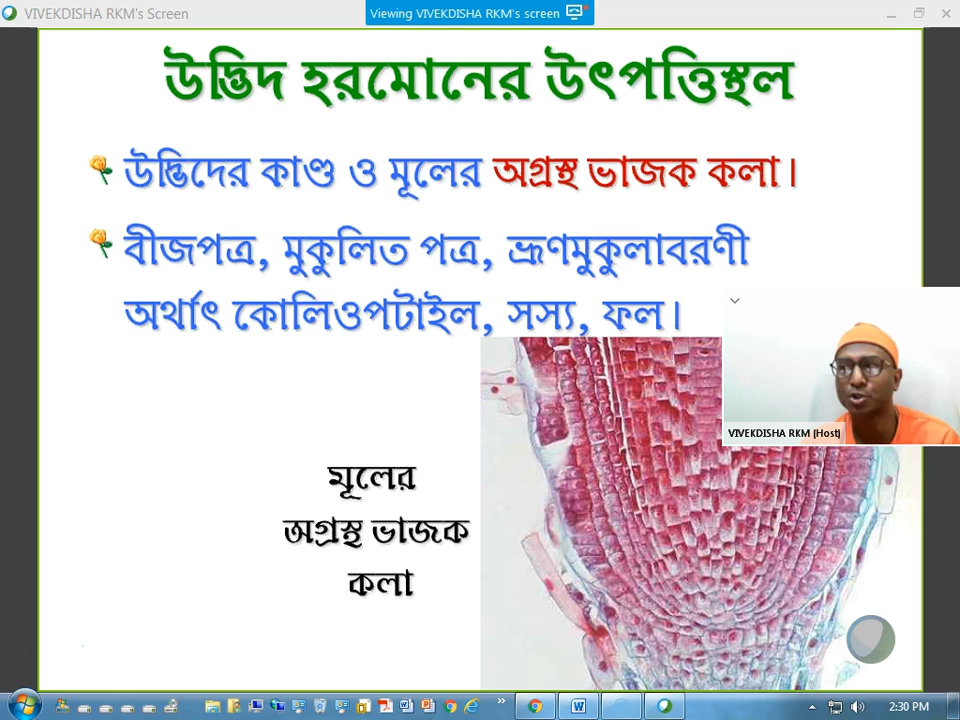 VIVEKDISHA RKM's Screen
Viewing VIVEKDISHA RKM's screen
উদ্ভিদ হরমোনের উৎপত্তিস্থল
উদ্ভিদের কাণ্ড ও মূলের অগ্রস্থ ভাজক কলা।
বীজপত্র, মুকুলিত পত্র, ভ্রূণমুকুলাবরণী
অর্থাৎ কোলিওপটাইল, সস্য, ফল।
VIVEKDISHA RKM (Host)
মূলের
অগ্রস্থ ভাজক
কলা
2:30 PM